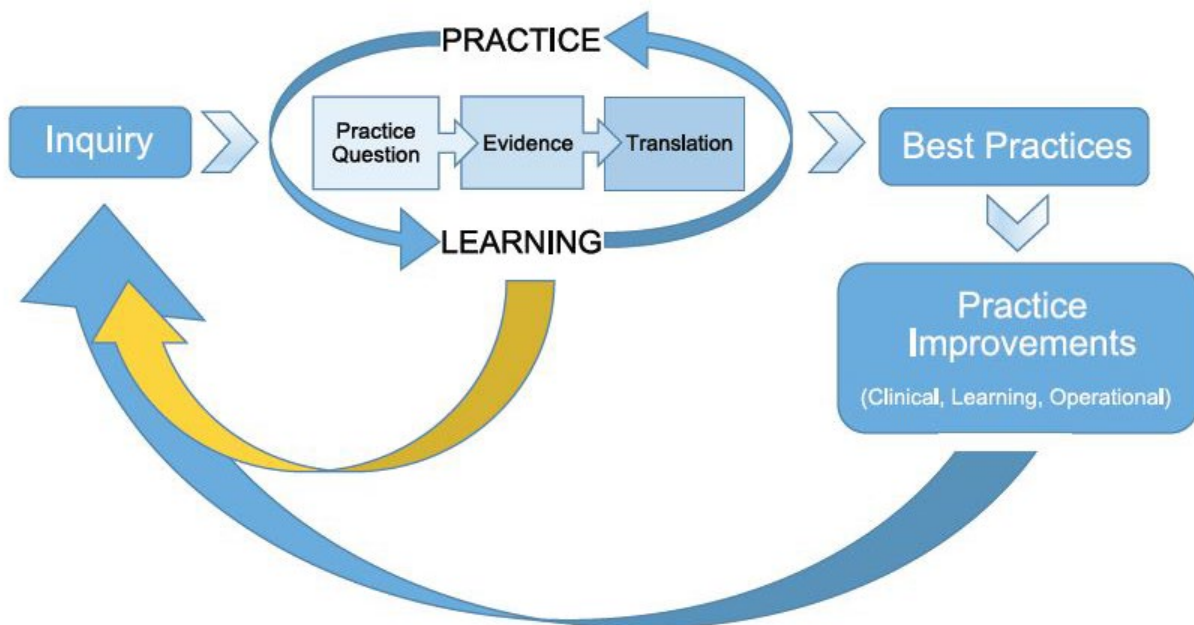 PRACTICE
Inquiry
Practice
Question
Evidence
Translation
LEARNING
Best Practices
Practice
Improvements
(Clinical, Learning, Operational)